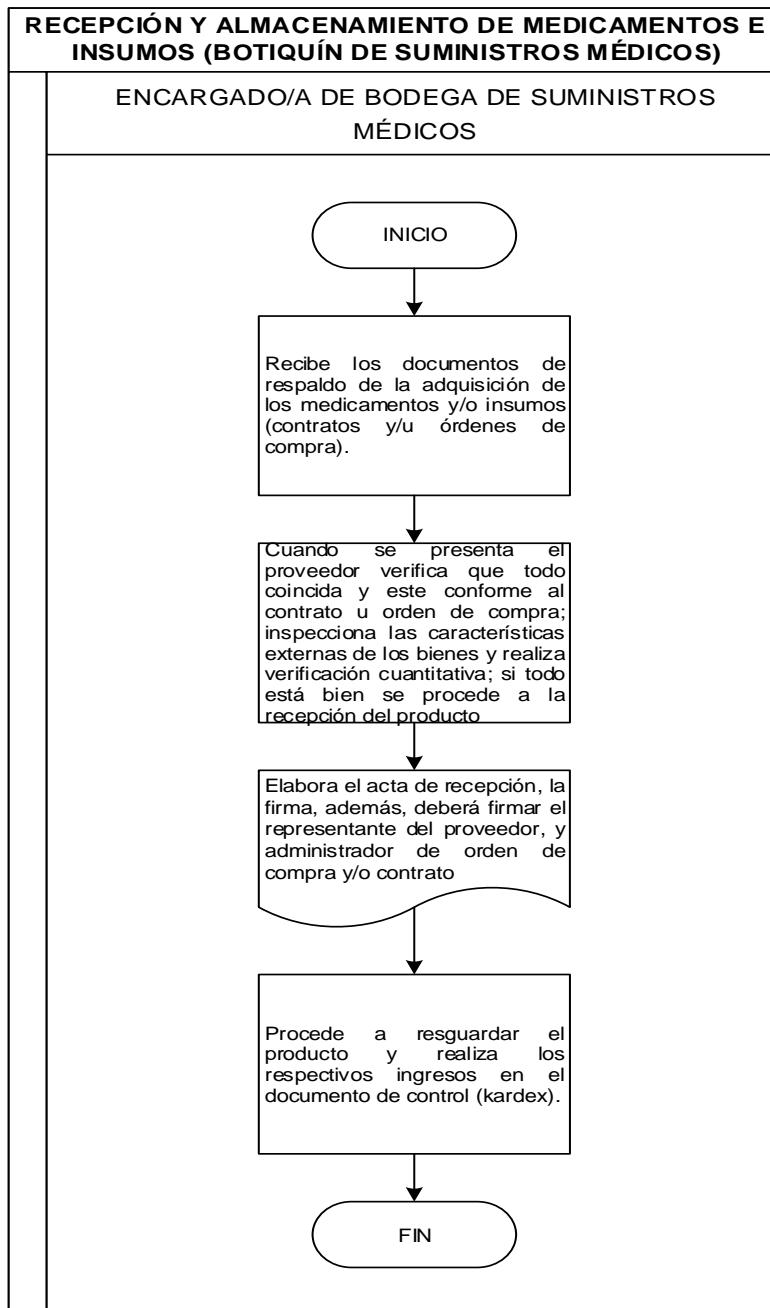 RECEPCIÓN Y ALMACENAMIENTO DE MEDICAMENTOS E
INSUMOS (BOTIQUÍN DE SUMINISTROS MÉDICOS)
ENCARGADO/A DE BODEGA DE SUMINISTROS
MÉDICOS
INICIO
Recibe los documentos de
respaldo de la adquisición de
los medicamentos y/o insumos
(contratos y/u órdenes de
compra).
Cuando se presenta el
proveedor verifica que todo
coincida y este conforme al
contrato u orden de compra;
inspecciona las características
externas de los bienes y realiza
verificación cuantitativa; si todo
está bien se procede a la
recepción del producto
Elabora el acta de recepción, la
firma, además, deberá firmar el
representante del proveedor, y
administrador de orden de
compra y/o contrato
Procede a resguardar el
producto y realiza los
respectivos ingresos en el
documento de control (kardex).
FIN